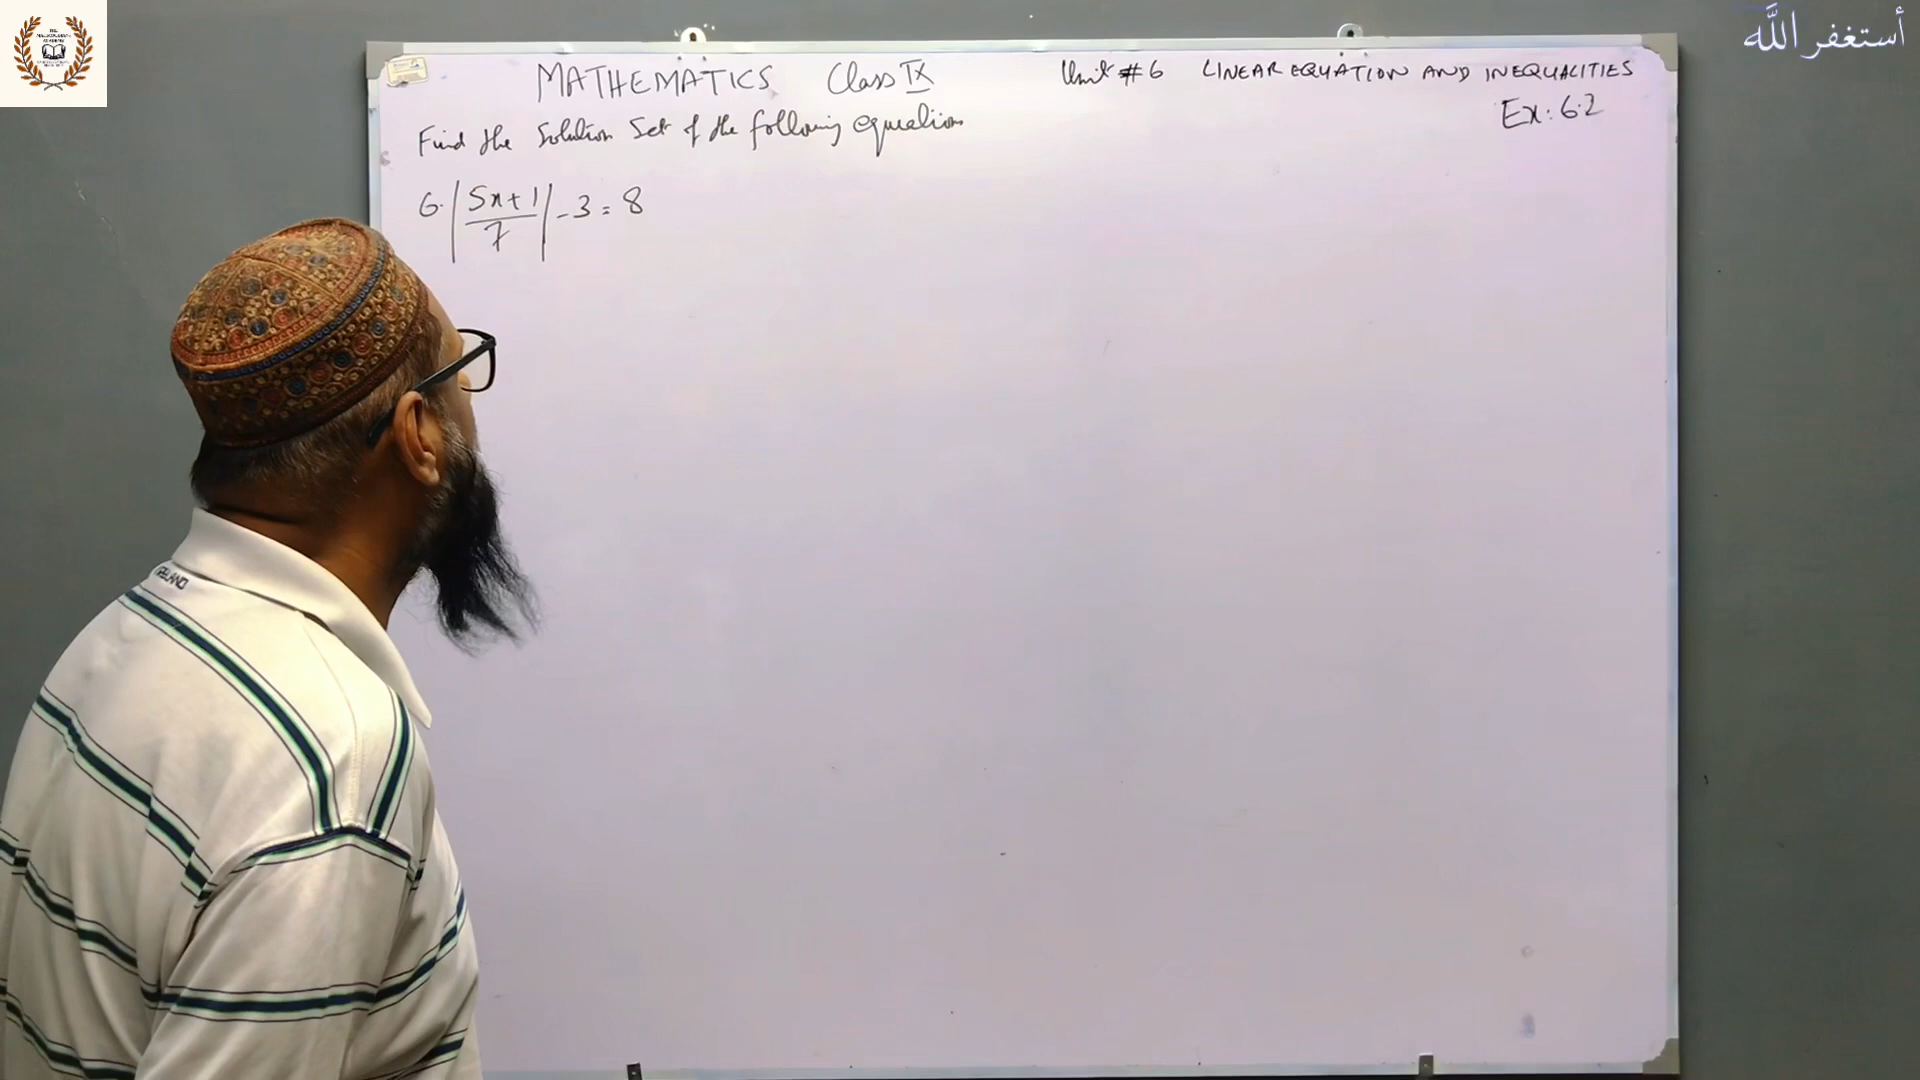 MATHEMATICS Class IX Unit # 6 LINEAR EQUATION AND INEQUALITIES
Ex: 6.2
Find the Solution Set of the following equations
6. |5x+1/7| - 3 = 8
أستغفر الله